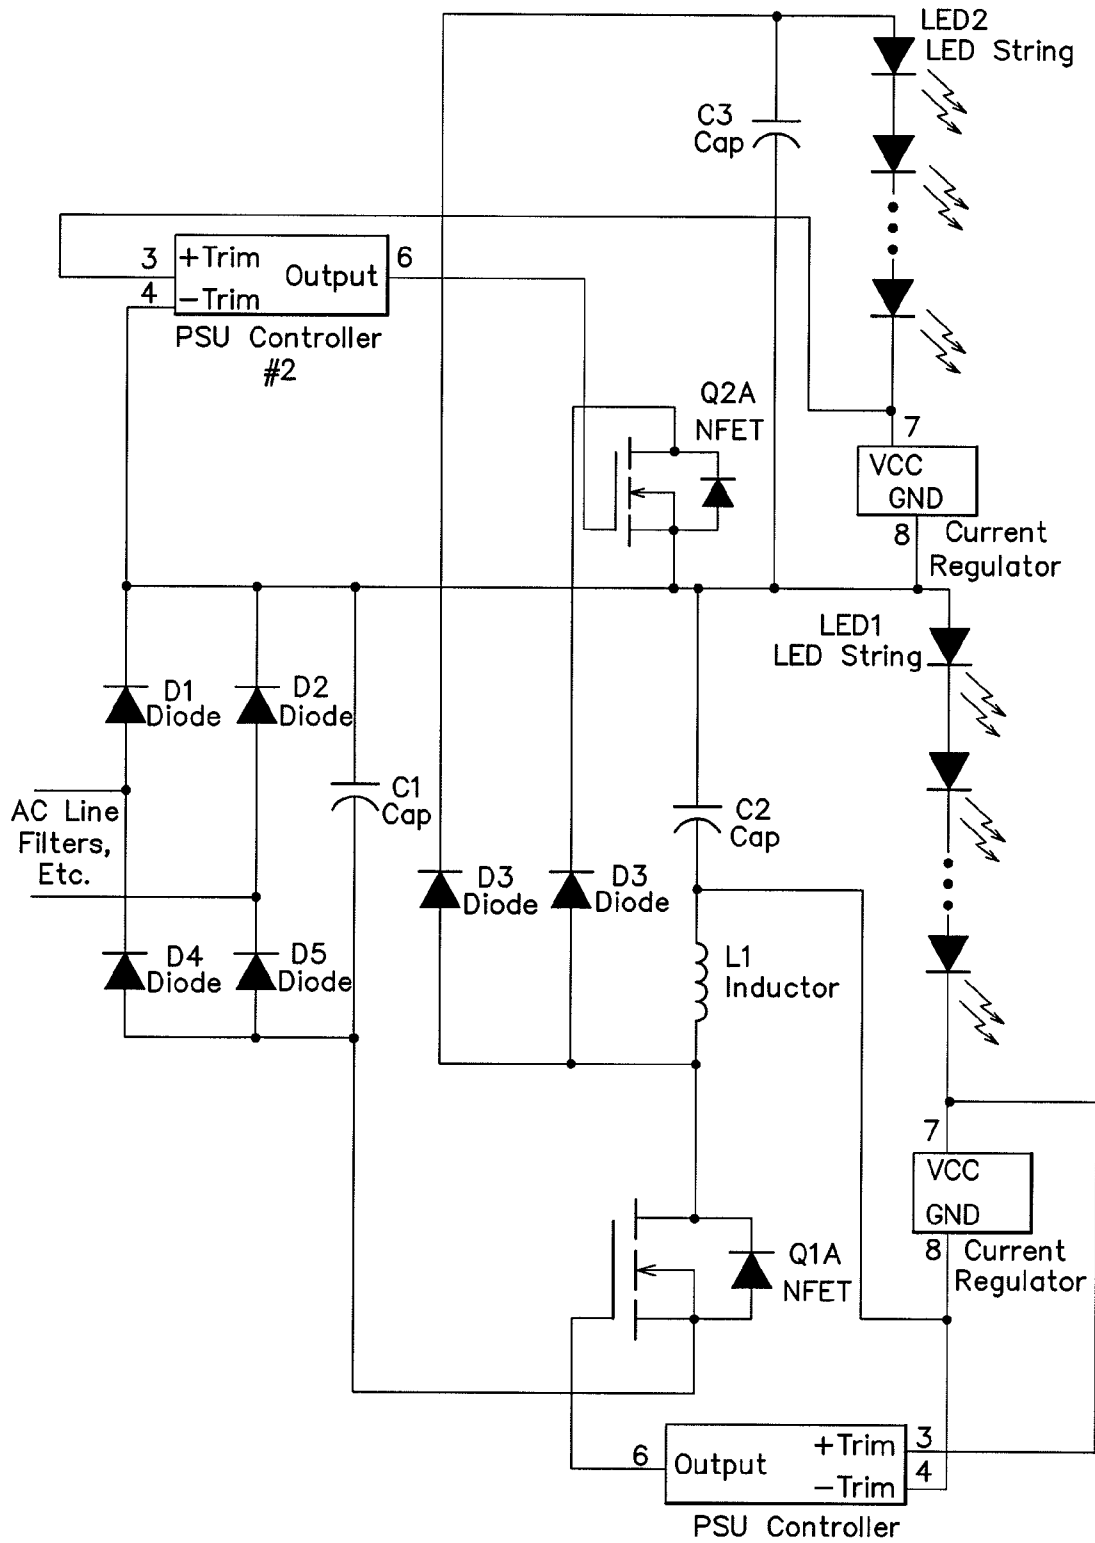 LED2
LED String
C3
Cap
3
+Trim
Output
6
4
−Trim
PSU Controller
#2
Q2A
NFET
7
VCC
GND
8
Current
Regulator
LED1
LED String
D1
Diode
D2
Diode
C1
Cap
C2
Cap
AC Line
Filters,
Etc.
D3
Diode
D3
Diode
D4
Diode
D5
Diode
L1
Inductor
7
VCC
GND
8
Current
Regulator
Q1A
NFET
6
Output
+Trim
3
−Trim
4
PSU Controller